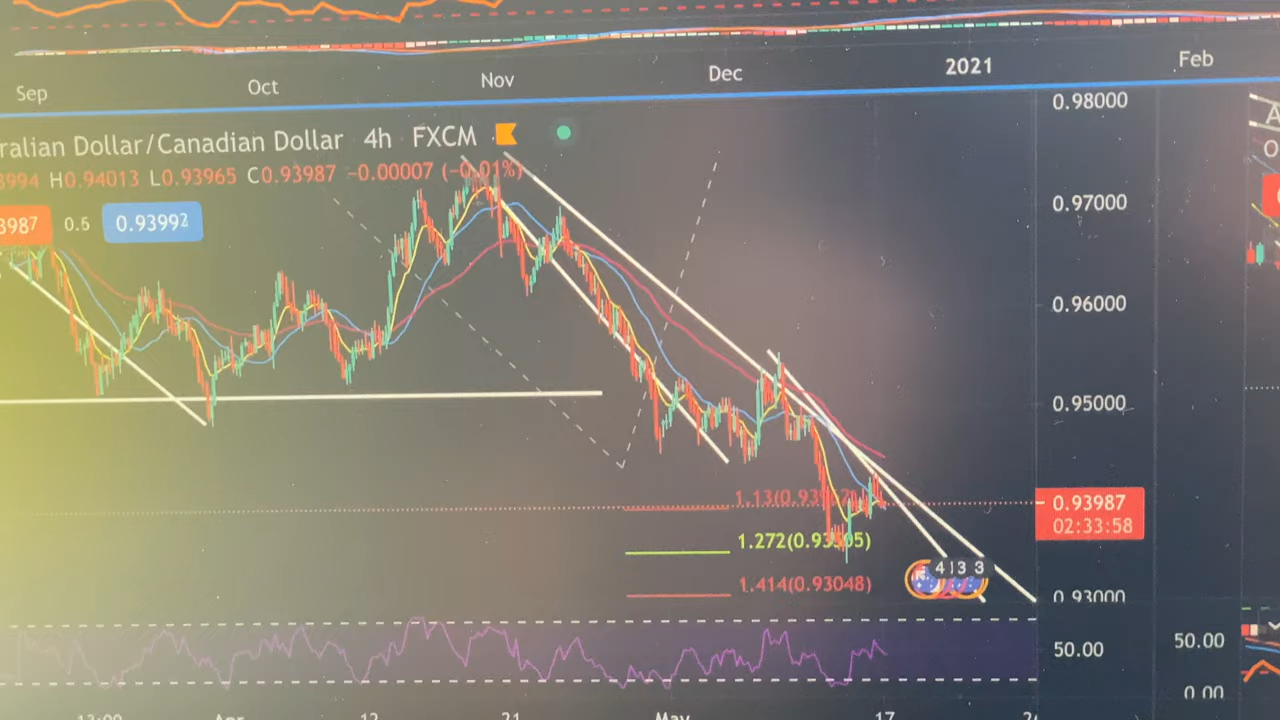 Sep Oct Nov Dec 2021 Feb
0.98000
ralian Dollar/Canadian Dollar 4h FXCM
H0.94013 L0.93965 C0.93987 −0.00007 (−0.01%)
0.97000
3987 0.5 0.93992
0.96000
0.95000
0.93987
02:33:58
1.272(0.93305)
1.414(0.93048)
0.93000
50.00
50.00
0.00
12 21 May 17